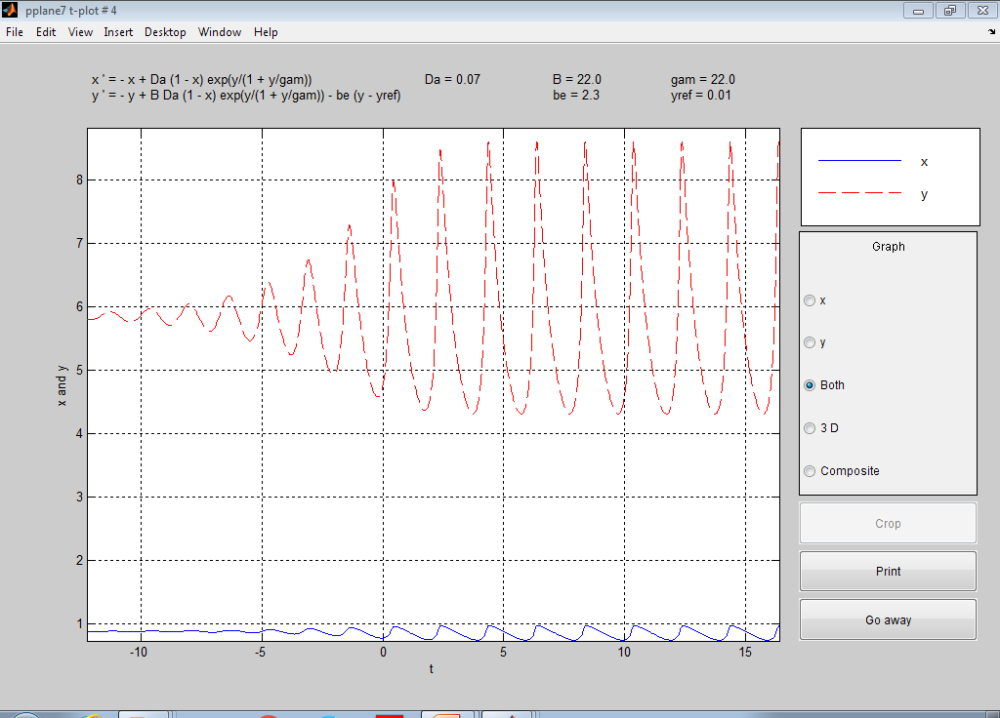 pplane7 t-plot # 4
File Edit View Insert Desktop Window Help
x ' = - x + Da (1 - x) exp(y/(1 + y/gam)) Da = 0.07 B = 22.0 gam = 22.0
y ' = - y + B Da (1 - x) exp(y/(1 + y/gam)) - be (y - yref) be = 2.3 yref = 0.01
x
y
Graph
x
y
Both
3 D
Composite
Crop
Print
Go away
8
7
6
5
4
3
2
1
x and y
-10 -5 0 5 10 15
t